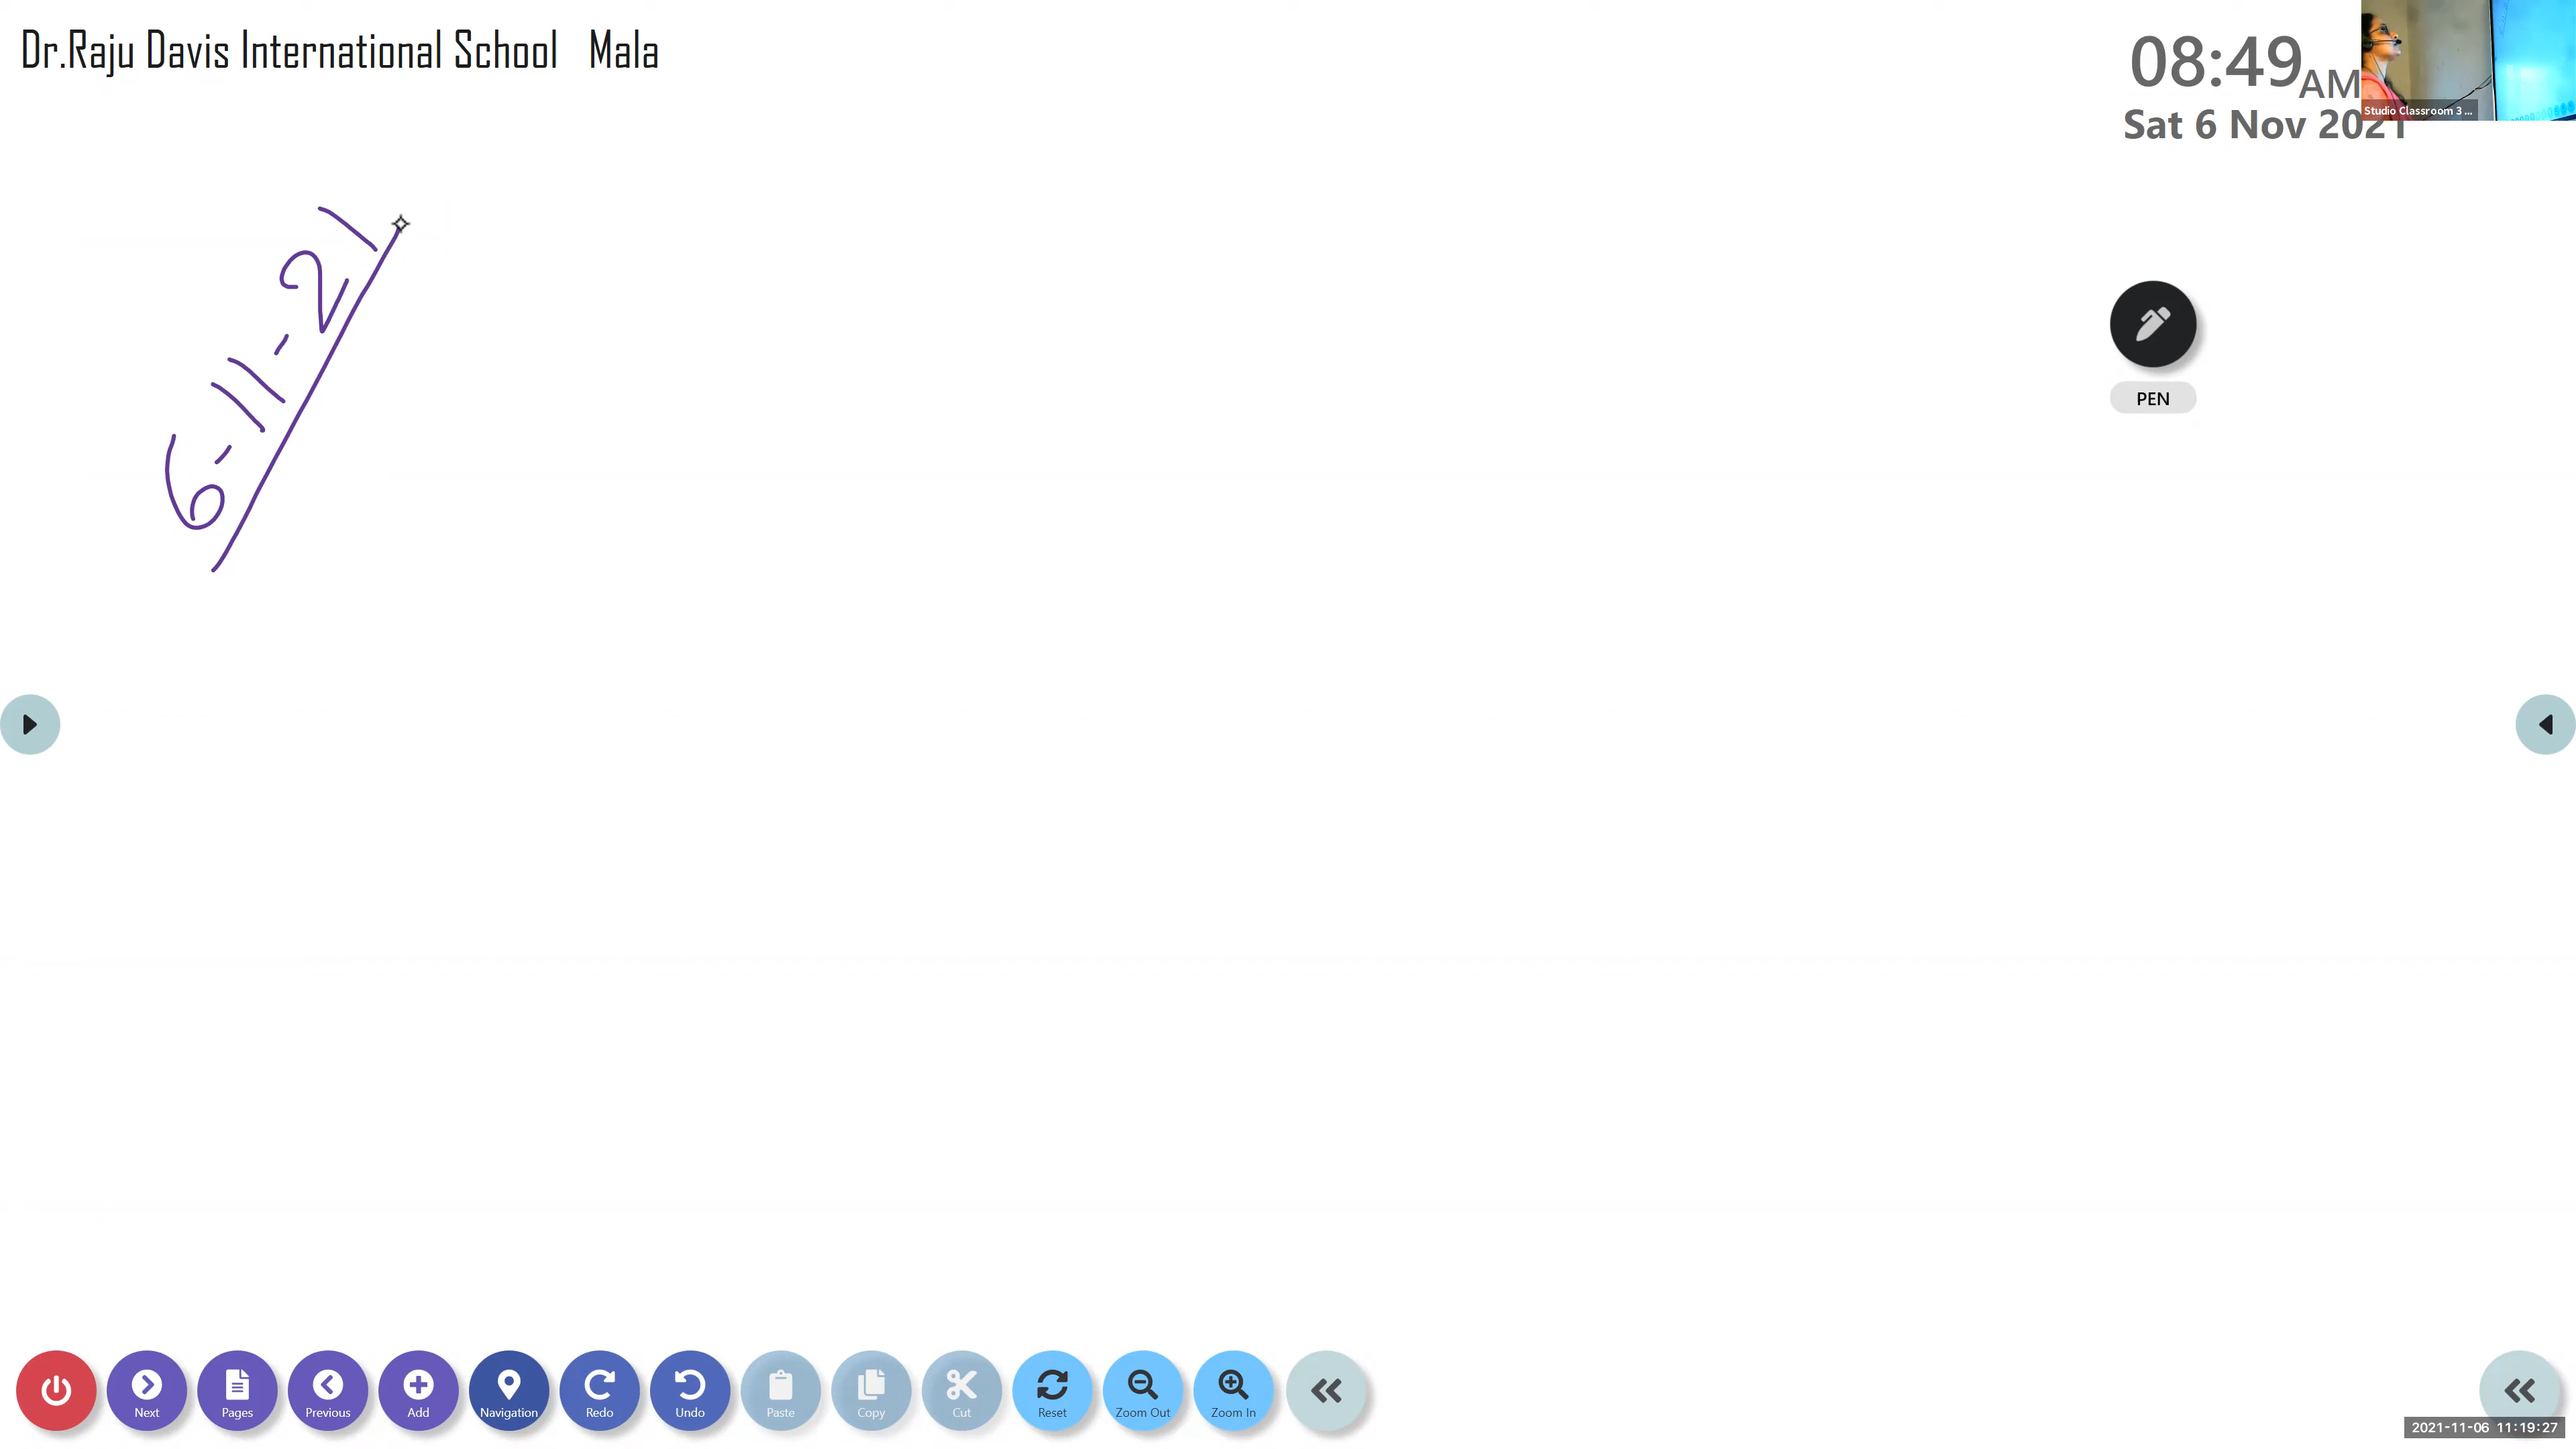 Dr.Raju Davis International School Mala
08:49AM
Sat 6 Nov 2021
Studio Classroom 3 ...
6-11-21
PEN
Next
Pages
Previous
Add
Navigation
Redo
Undo
Paste
Copy
Cut
Reset
Zoom Out
Zoom In
2021-11-06 11:19:27